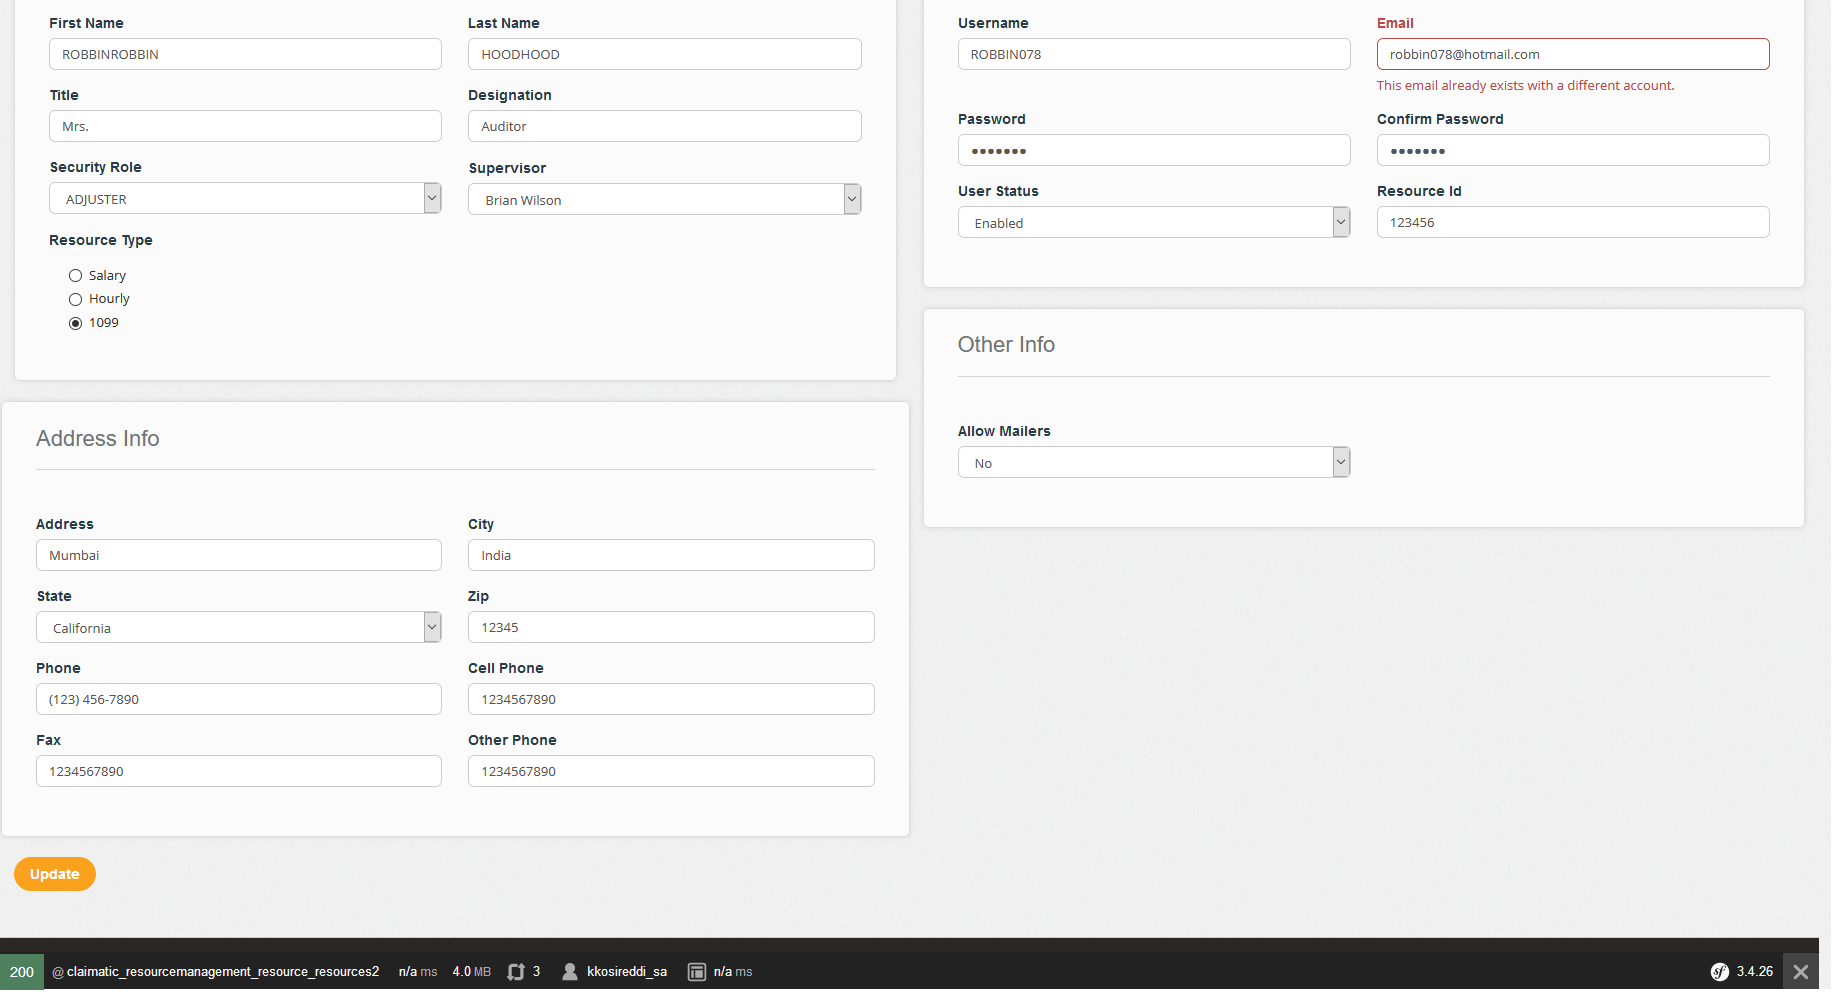 First Name
ROBBINROBBIN
Last Name
HOODHOOD
Title
Mrs.
Designation
Auditor
Security Role
ADJUSTER
Supervisor
Brian Wilson
Resource Type
Salary
Hourly
1099
Username
ROBBIN078
Email
robbin078@hotmail.com
This email already exists with a different account.
Password
•••••••
Confirm Password
•••••••
User Status
Enabled
Resource Id
123456
Other Info
Allow Mailers
No
Address Info
Address
Mumbai
City
India
State
California
Zip
12345
Phone
(123) 456-7890
Cell Phone
1234567890
Fax
1234567890
Other Phone
1234567890
Update
200 @ claimatic_resourcemanagement_resource_resources2 n/a ms 4.0 MB 3 kkosireddi_sa n/a ms sf 3.4.26